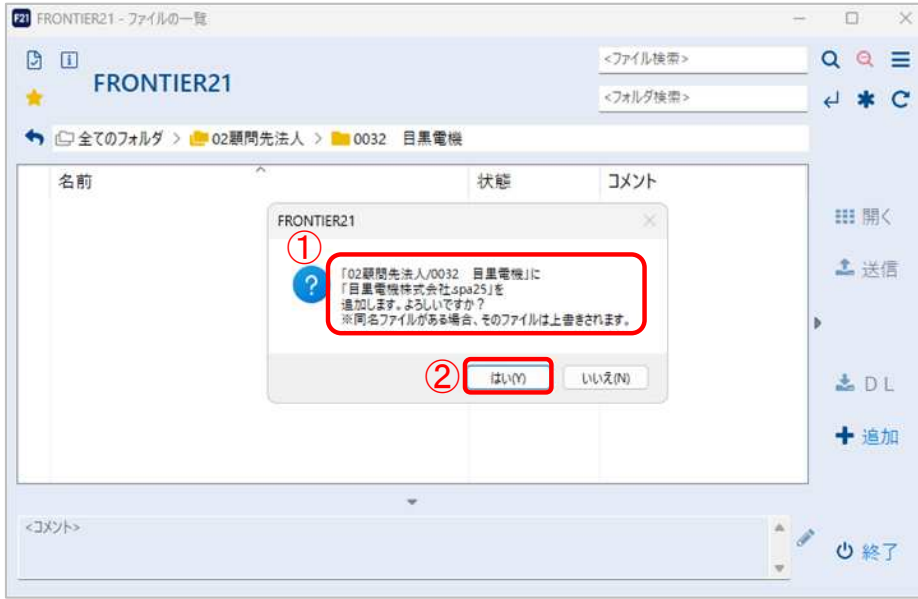 F21 FRONTIER21 - ファイルの一覧
<ファイル検索>
FRONTIER21
<フォルダ検索>
全てのフォルダ > 02顧問先法人 > 0032 目黒電機
名前 状態 コメント
FRONTIER21
開く
①
「02顧問先法人/0032 目黒電機」に
「目黒電機株式会社.spa25」を
追加します。よろしいですか？
※同名ファイルがある場合、そのファイルは上書きされます。
送信
② はい(Y) いいえ(N)
DL
追加
<コメント>
終了